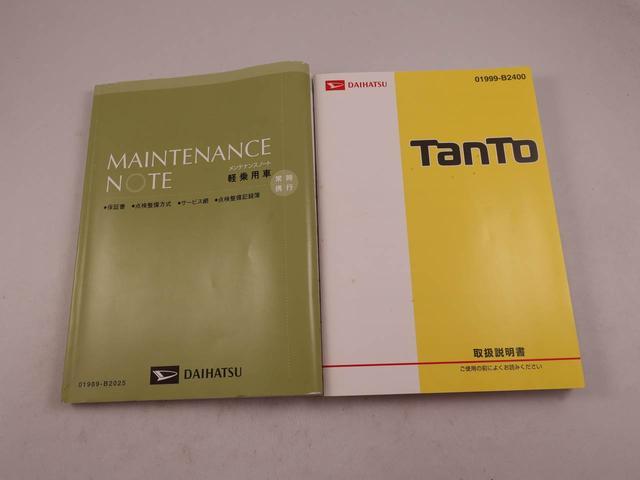 MAINTENANCE
NOTE
メンテナンスノート
軽乗用車
常時
携行
●保証書 ●点検整備方式 ●サービス網 ●点検整備記録簿
DAIHATSU
01989-B2025
DAIHATSU
01999-B2400
TanTo
取扱説明書
ご使用の前によくお読みください